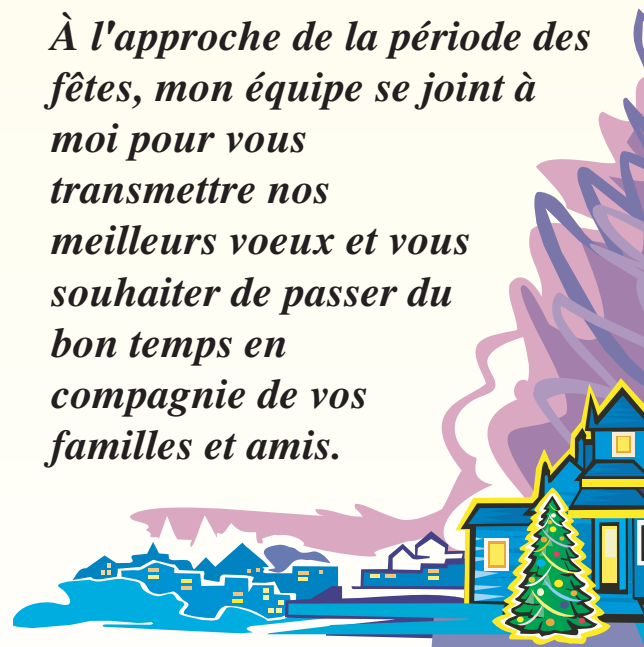 À l'approche de la période des
fêtes, mon équipe se joint à
moi pour vous
transmettre nos
meilleurs voeux et vous
souhaiter de passer du
bon temps en
compagnie de vos
familles et amis.